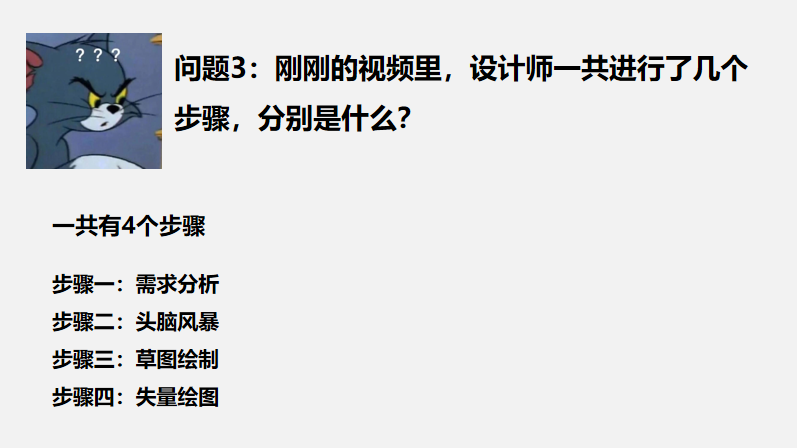 ？？？
问题3：刚刚的视频里，设计师一共进行了几个
步骤，分别是什么？
一共有4个步骤
步骤一：需求分析
步骤二：头脑风暴
步骤三：草图绘制
步骤四：失量绘图